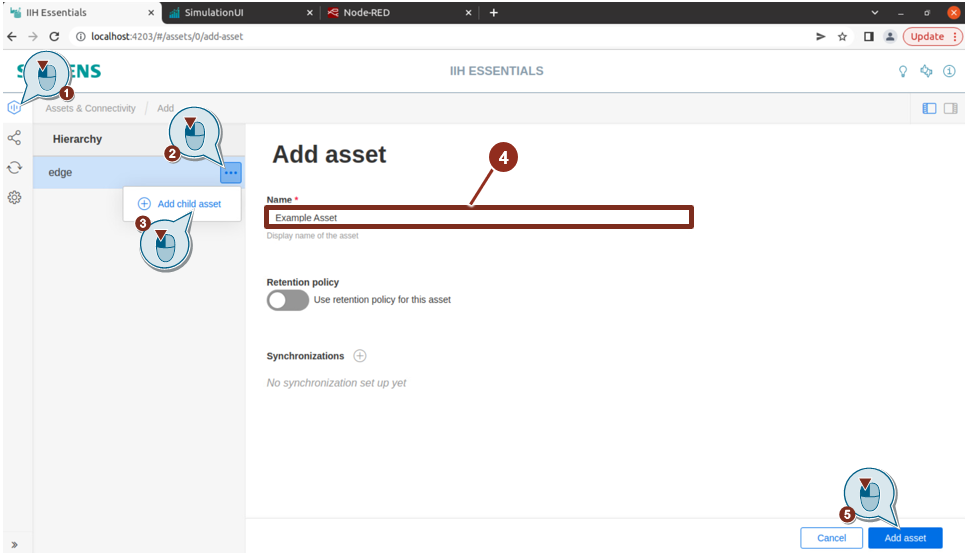 IIH Essentials
SimulationUI
Node-RED
localhost:4203/#/assets/0/add-asset
Update
ENS
IIH ESSENTIALS
1
Assets & Connectivity / Add
Hierarchy
2
edge
Add child asset
3
Add asset
4
Name *
Example Asset
Display name of the asset
Retention policy
Use retention policy for this asset
Synchronizations
No synchronization set up yet
5
Cancel
Add asset